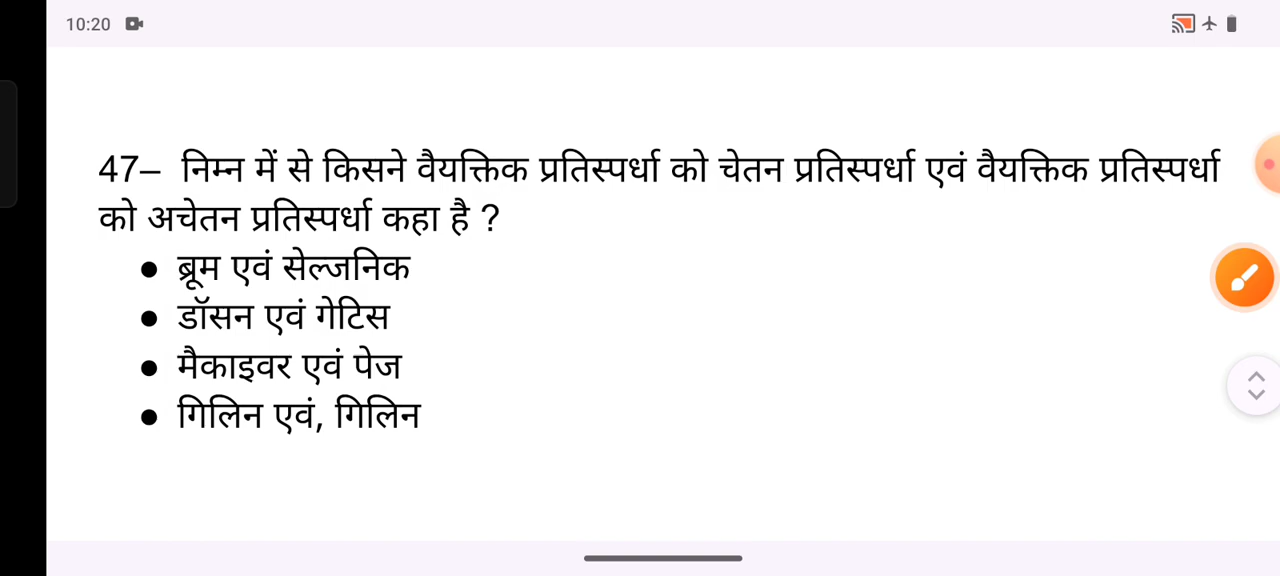 10:20
47– निम्न में से किसने वैयक्तिक प्रतिस्पर्धा को चेतन प्रतिस्पर्धा एवं वैयक्तिक प्रतिस्पर्धा
को अचेतन प्रतिस्पर्धा कहा है ?
● ब्रूम एवं सेल्जनिक
● डॉसन एवं गेटिस
● मैकाइवर एवं पेज
● गिलिन एवं, गिलिन